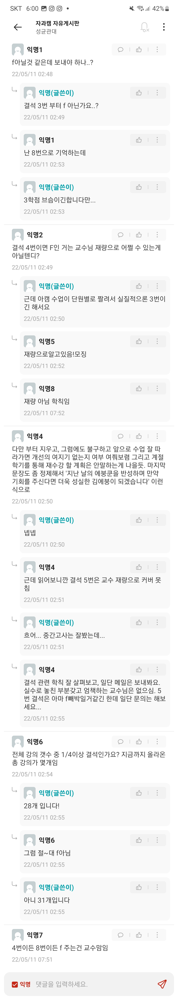 SKT 6:00 42%
자과캠 자유게시판
성균관대
익명1
f아닐것 같은데 보내야 하나..?
22/05/11 02:48
익명(글쓴이)
결석 3번 부터 f 아닌가요..?
22/05/11 02:49
익명1
난 8번으로 기억하는데
22/05/11 02:53
익명(글쓴이)
3학점 브슴이긴합니다만...
22/05/11 02:53
익명2
결석 4번이면 F인 거는 교수님 재량으로 어쩔 수 있는게
아닐텐디?
22/05/11 02:49
익명(글쓴이)
근데 아캠 수업이 단원별로 짤려서 실질적으론 3번이
긴 해서요
22/05/11 02:50
익명5
재량으로알고있음!모징
22/05/11 02:52
익명8
재량 아님 학칙임
22/05/11 07:52
익명4
다만 부터 지우고, 그럼에도 불구하고 앞으로 수업 잘 따
라가면 개선의 여지기 없는지 여부 여쭤보렴 그리고 계절
학기를 통해 재수강 할 계획은 안말하는게 나을듯. 마지막
문장도 좀 정제해서 '지난 날의 에붕쿤을 반성하며 만약
기회를 주신다면 더욱 성실한 김에붕이 되겠습니다' 이런
식으로
22/05/11 02:50
익명(글쓴이)
넵넵
22/05/11 02:50
익명4
근데 읽어보니깐 결석 5번은 교수 재량으로 커버 못
침
22/05/11 02:51
익명(글쓴이)
흐어... 중간고사는 잘봤는데...
22/05/11 02:51
익명4
결석 관련 학칙 잘 살펴보고, 일단 메일은 보내봐요.
실수로 놓친 부분갖고 엄책하는 교수님은 없으심. 5
번 결석은 아마 f빼박일거같긴 한데 일단 문의는 해보
세요...
22/05/11 02:55
익명6
전체 강의 갯수 중 1/4이상 결석인가요? 지금까지 올라온
총 강의가 몇개임
22/05/11 02:54
익명(글쓴이)
28개 입니다!
22/05/11 02:55
익명6
그럼 절~대 f아님
22/05/11 02:55
익명(글쓴이)
아니 31개입니다
22/05/11 02:55
익명7
4번이든 8번이든 f 주는건 교수맘임
22/05/11 07:51
익명 댓글을 입력하세요.